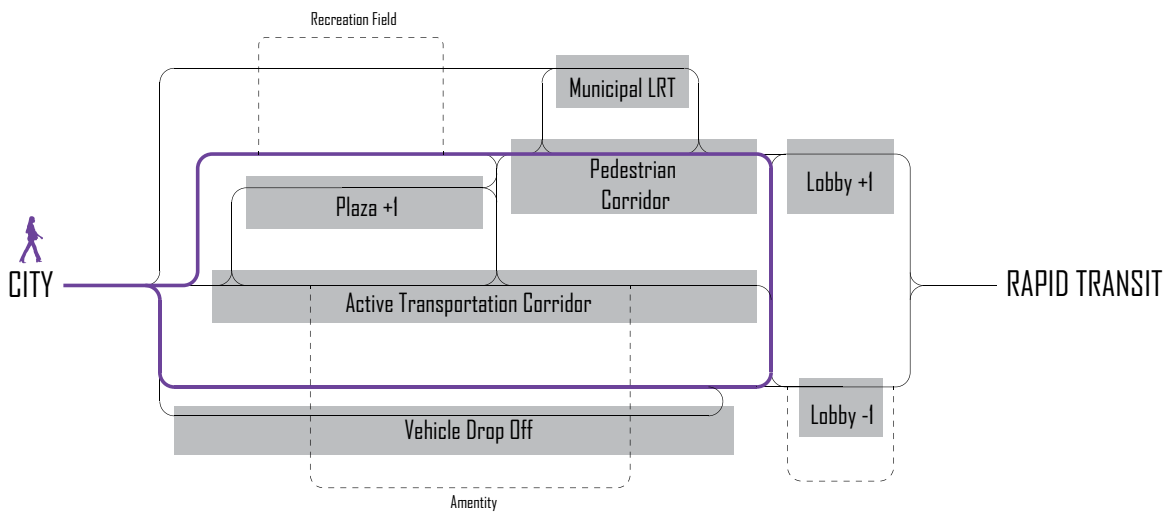 Recreation Field
Municipal LRT
Pedestrian
Corridor
Lobby +1
Plaza +1
CITY
RAPID TRANSIT
Active Transportation Corridor
Lobby -1
Vehicle Drop Off
Amentity